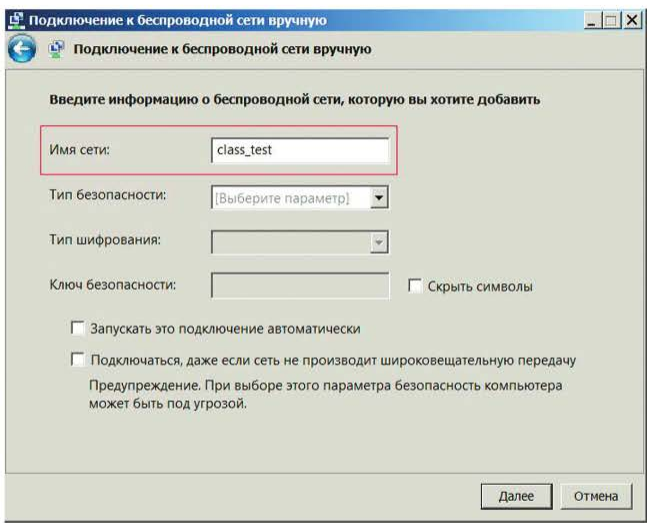 Подключение к беспроводной сети вручную
Подключение к беспроводной сети вручную
Введите информацию о беспроводной сети, которую вы хотите добавить
Имя сети: class_test
Тип безопасности: [Выберите параметр]
Тип шифрования:
Ключ безопасности: Скрыть символы
Запускать это подключение автоматически
Подключаться, даже если сеть не производит широковещательную передачу
Предупреждение. При выборе этого параметра безопасность компьютера
может быть под угрозой.
Далее Отмена